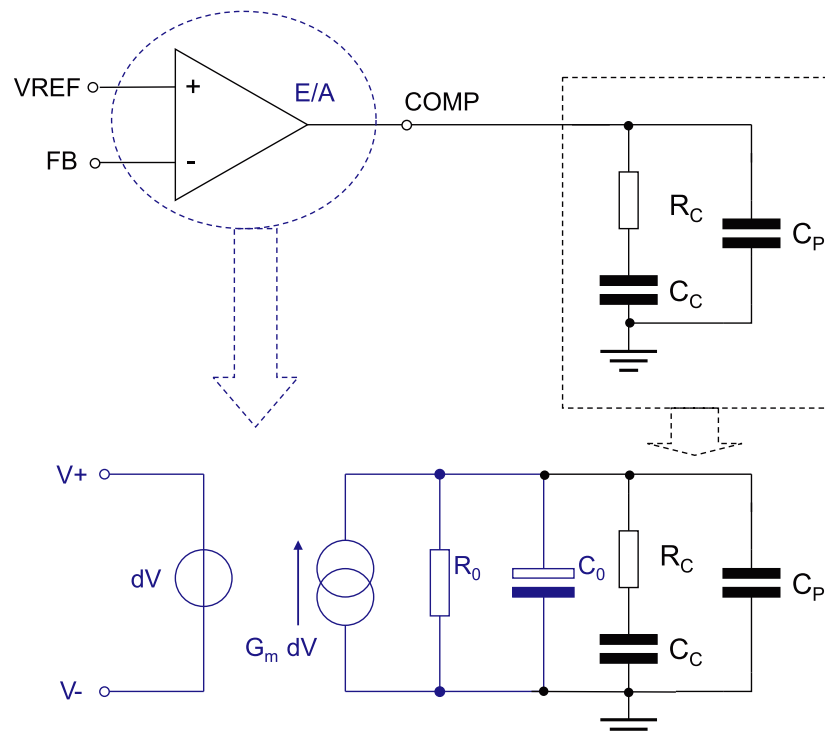 VREF
+
E/A
COMP
FB
-
R_C
C_P
C_C
V+
dV
V-
G_m dV
R_0
C_0
R_C
C_P
C_C